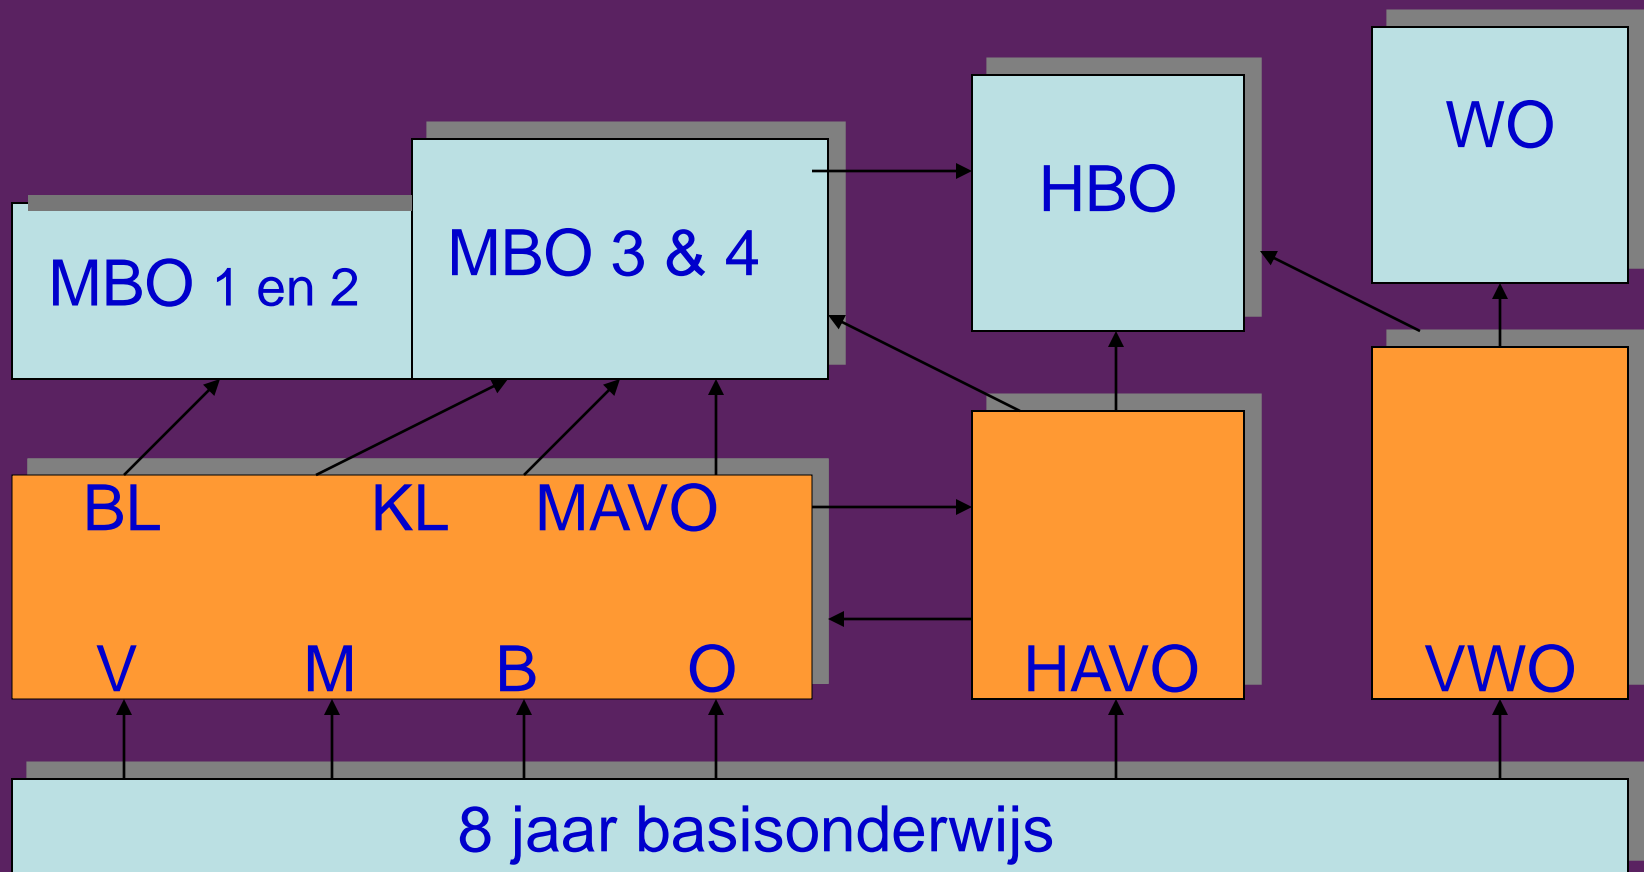 WO
HBO
MBO 3 & 4
MBO 1 en 2
BL KL MAVO
V M B O HAVO VWO
8 jaar basisonderwijs